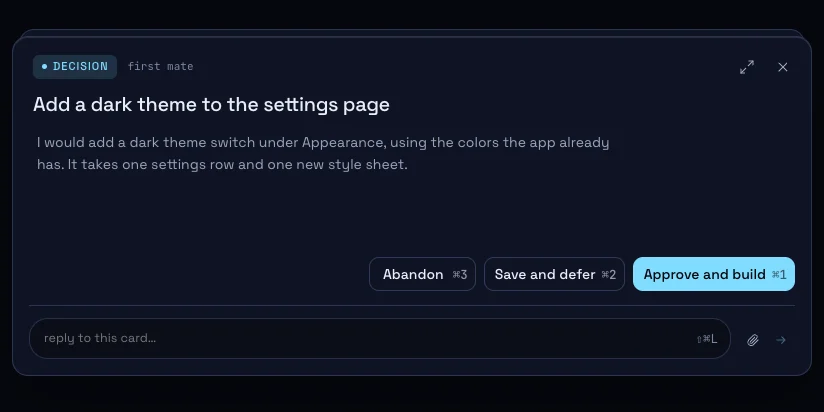 DECISION first mate
Add a dark theme to the settings page
I would add a dark theme switch under Appearance, using the colors the app already
has. It takes one settings row and one new style sheet.
Abandon ⌘3 Save and defer ⌘2 Approve and build ⌘1
reply to this card... ⇧⌘L